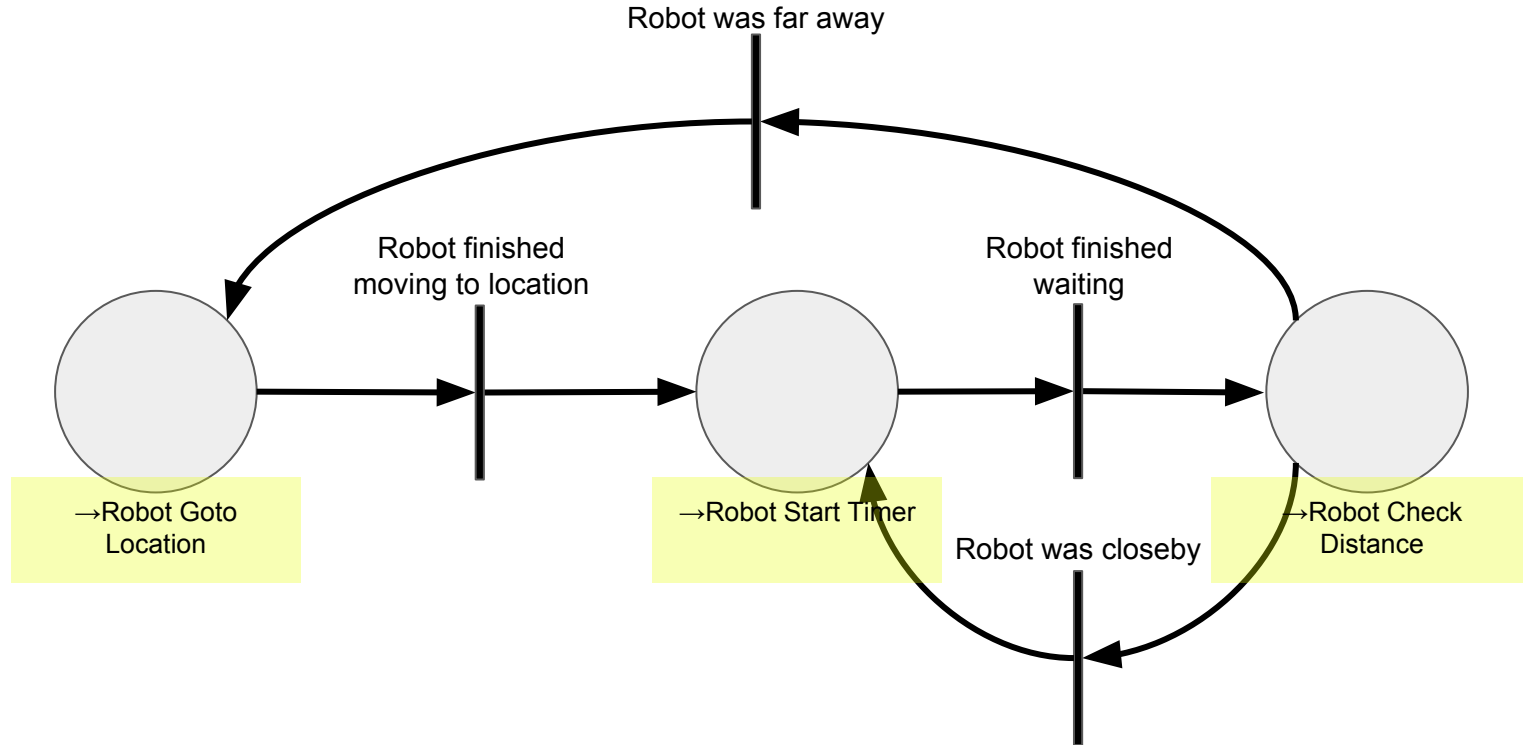 Robot was far away
Robot finished
moving to location
Robot finished
waiting
→Robot Goto
Location
→Robot Start Timer
→Robot Check
Distance
Robot was closeby